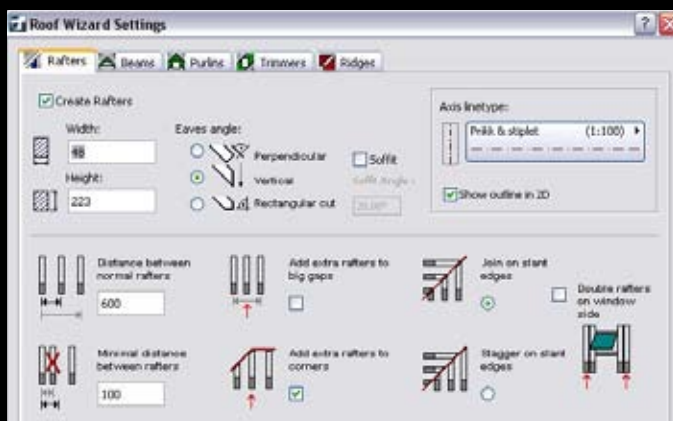 Roof Wizard Settings
Rafters Beams Purlins Trimmers Ridges
Create Rafters
Width:
48
Height:
223
Eaves angle:
Perpendicular
Vertical
Rectangular cut
Soffit
Soffit Angle
Axis linetype:
Prikk & stiplet (1:100)
Show outline in 2D
Distance between
normal rafters
600
Add extra rafters to
big gaps
Join on slant
edges
Double rafters
on window
side
Minimal distance
between rafters
100
Add extra rafters to
corners
Stagger on slant
edges